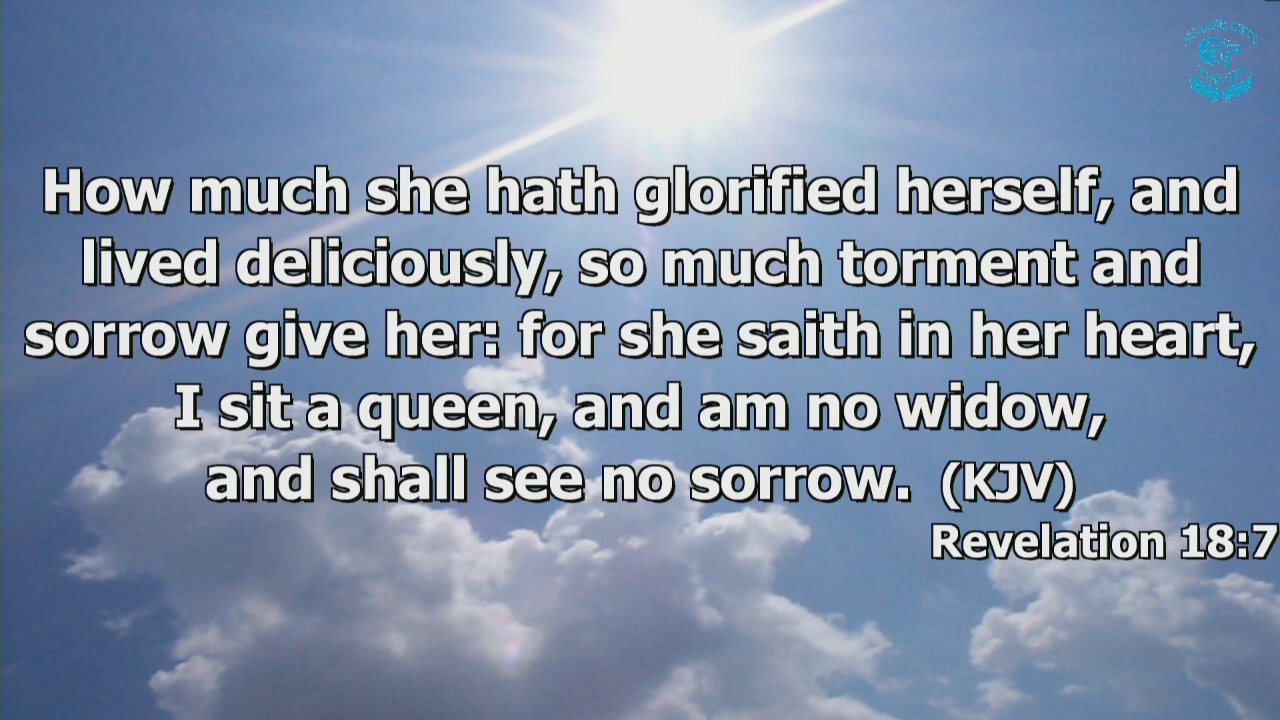 How much she hath glorified herself, and
lived deliciously, so much torment and
sorrow give her: for she saith in her heart,
I sit a queen, and am no widow,
and shall see no sorrow. (KJV)
Revelation 18:7